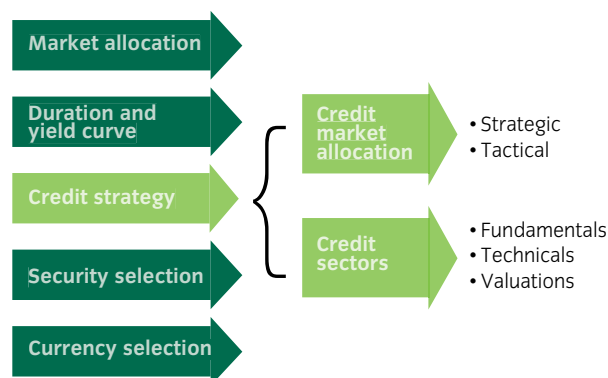 Market allocation
Duration and
yield curve
Credit strategy
Security selection
Currency selection
Credit
market
allocation
• Strategic
• Tactical
Credit
sectors
• Fundamentals
• Technicals
• Valuations